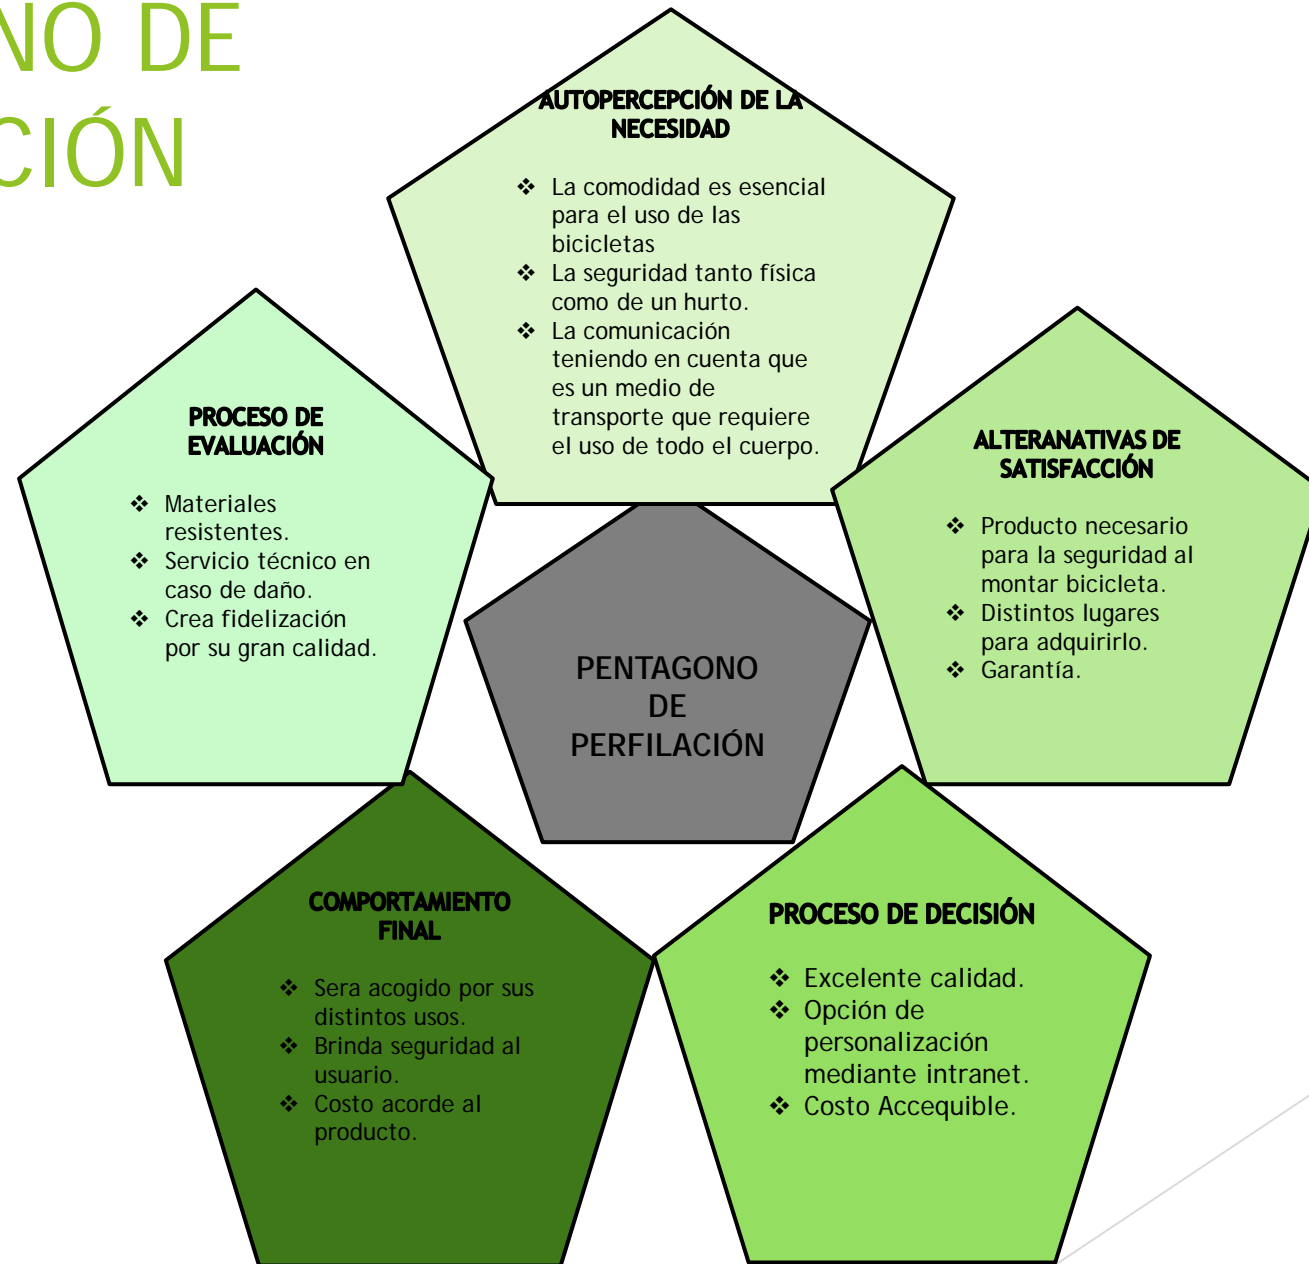 NO DE
CIÓN
AUTOPERCEPCIÓN DE LA
NECESIDAD
❖ La comodidad es esencial
para el uso de las
bicicletas
❖ La seguridad tanto física
como de un hurto.
❖ La comunicación
teniendo en cuenta que
es un medio de
transporte que requiere
el uso de todo el cuerpo.
PROCESO DE
EVALUACIÓN
❖ Materiales
resistentes.
❖ Servicio técnico en
caso de daño.
❖ Crea fidelización
por su gran calidad.
ALTERANATIVAS DE
SATISFACCIÓN
❖ Producto necesario
para la seguridad al
montar bicicleta.
❖ Distintos lugares
para adquirirlo.
❖ Garantía.
PENTAGONO
DE
PERFILACIÓN
COMPORTAMIENTO
FINAL
❖ Sera acogido por sus
distintos usos.
❖ Brinda seguridad al
usuario.
❖ Costo acorde al
producto.
PROCESO DE DECISIÓN
❖ Excelente calidad.
❖ Opción de
personalización
mediante intranet.
❖ Costo Accequible.